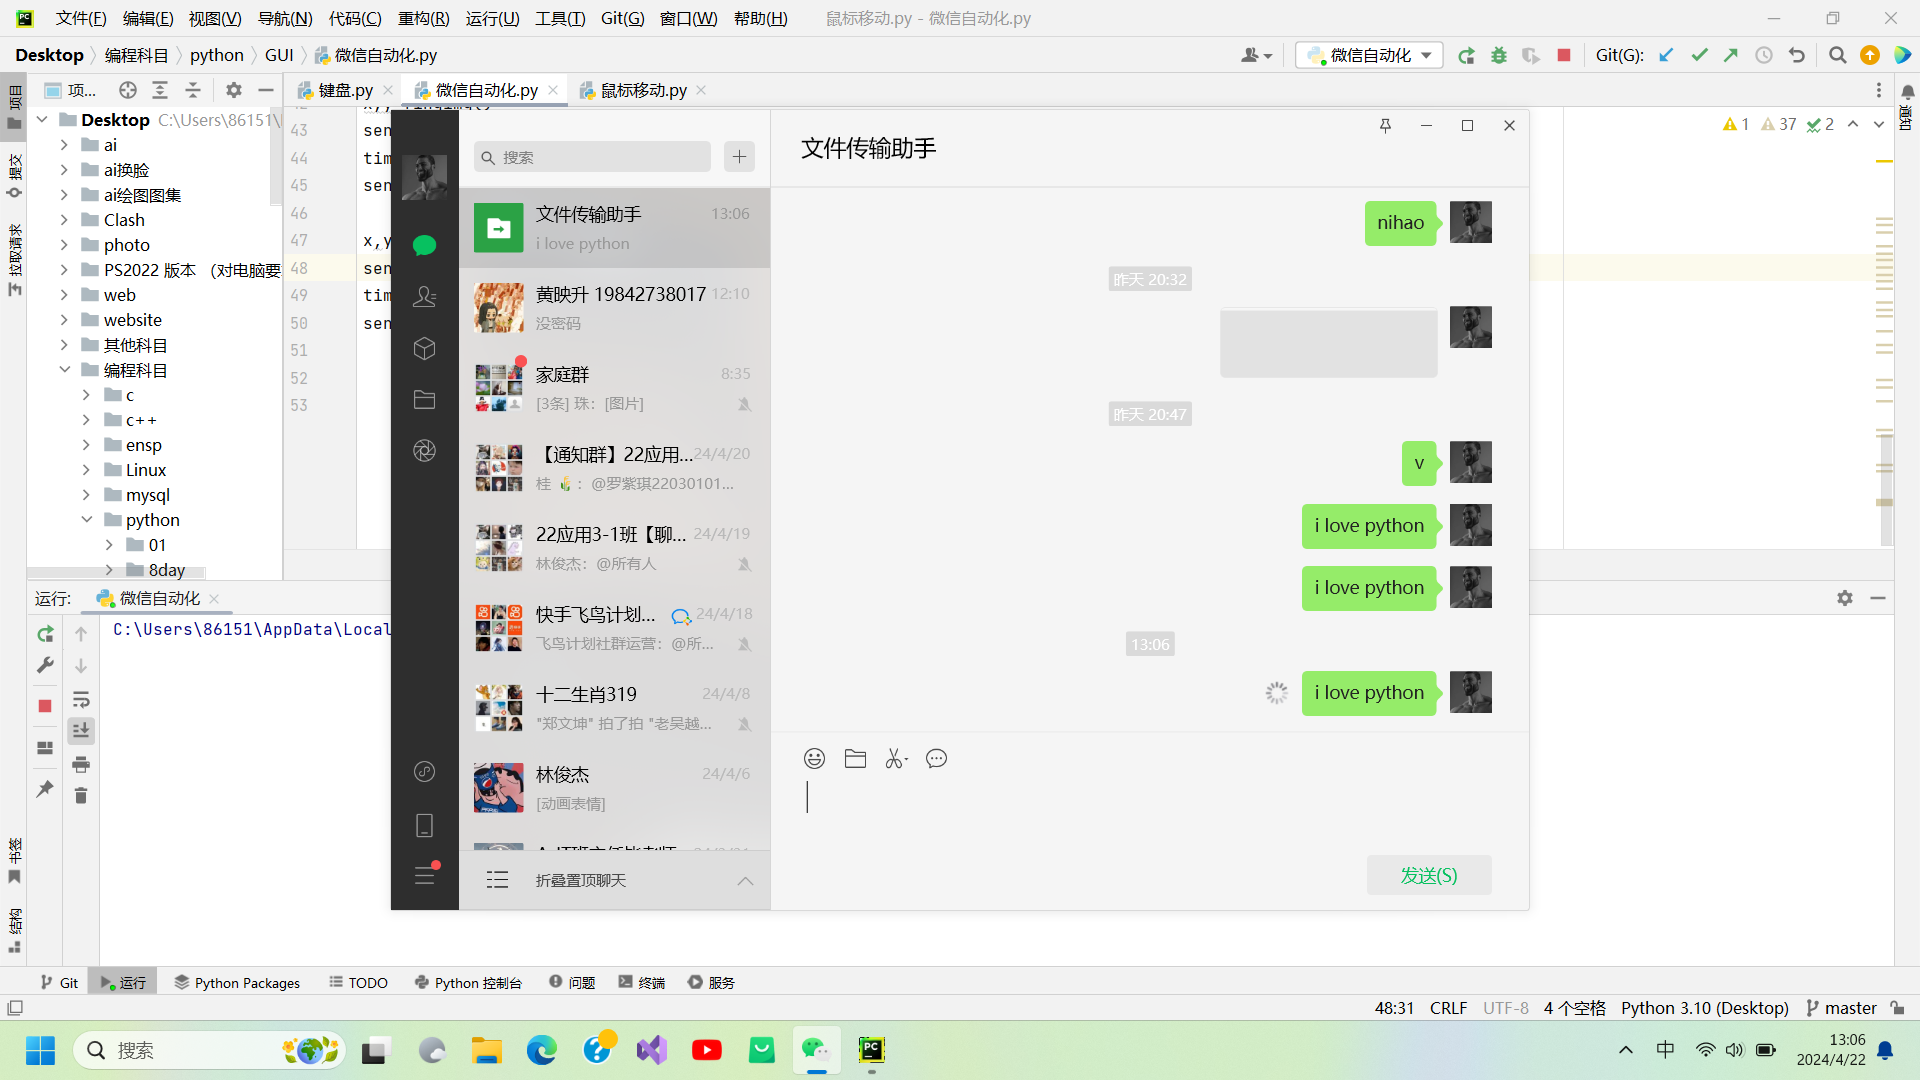 文件(F) 编辑(E) 视图(V) 导航(N) 代码(C) 重构(R) 运行(U) 工具(T) Git(G) 窗口(W) 帮助(H) 鼠标移动.py - 微信自动化.py
Desktop 编程科目 python GUI 微信自动化.py
微信自动化
Git(G):
项目
项...
键盘.py
微信自动化.py
鼠标移动.py
通知
Desktop C:\Users\86151\
ai
ai换脸
ai绘图图集
Clash
photo
PS2022 版本 （对电脑要
web
website
其他科目
编程科目
c
c++
ensp
Linux
mysql
python
01
8day
提交
拉取请求
书签
结构
43 sen
44 tim
45 sen
46
47 x,y
48 sen
49 tim
50 sen
51
52
53
1 37 2
搜索
文件传输助手 13:06
i love python
黄映升 19842738017 12:10
没密码
家庭群 8:35
[3条] 珠：[图片]
【通知群】22应用... 24/4/20
桂 ：@罗紫琪22030101...
22应用3-1班【聊... 24/4/19
林俊杰：@所有人
快手飞鸟计划... 24/4/18
飞鸟计划社群运营：@所...
十二生肖319 24/4/8
"郑文坤" 拍了拍 "老吴越...
林俊杰 24/4/6
[动画表情]
折叠置顶聊天
文件传输助手
nihao
昨天 20:32
昨天 20:47
v
i love python
i love python
13:06
i love python
发送(S)
运行: 微信自动化
C:\Users\86151\AppData\Local
Git 运行 Python Packages TODO Python 控制台 问题 终端 服务
48:31 CRLF UTF-8 4 个空格 Python 3.10 (Desktop) master
搜索
中
13:06
2024/4/22